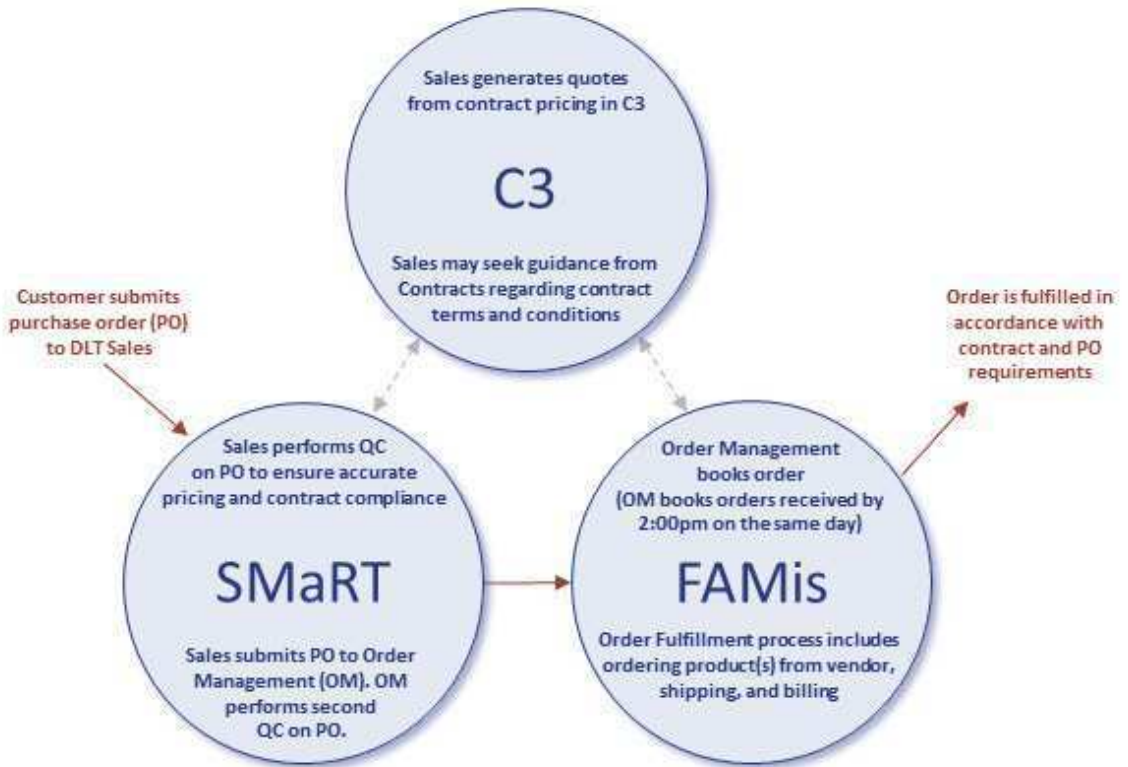 Sales generates quotes
from contract pricing in C3
C3
Sales may seek guidance from
Contracts regarding contract
terms and conditions
Customer submits
purchase order (PO)
to DLT Sales
Order is fulfilled in
accordance with
contract and PO
requirements
Sales performs QC
on PO to ensure accurate
pricing and contract compliance
SMaRT
Sales submits PO to Order
Management (OM). OM
performs second
QC on PO.
Order Management
books order
(OM books orders received by
2:00pm on the same day)
FAMis
Order Fulfillment process includes
ordering product(s) from vendor,
shipping, and billing